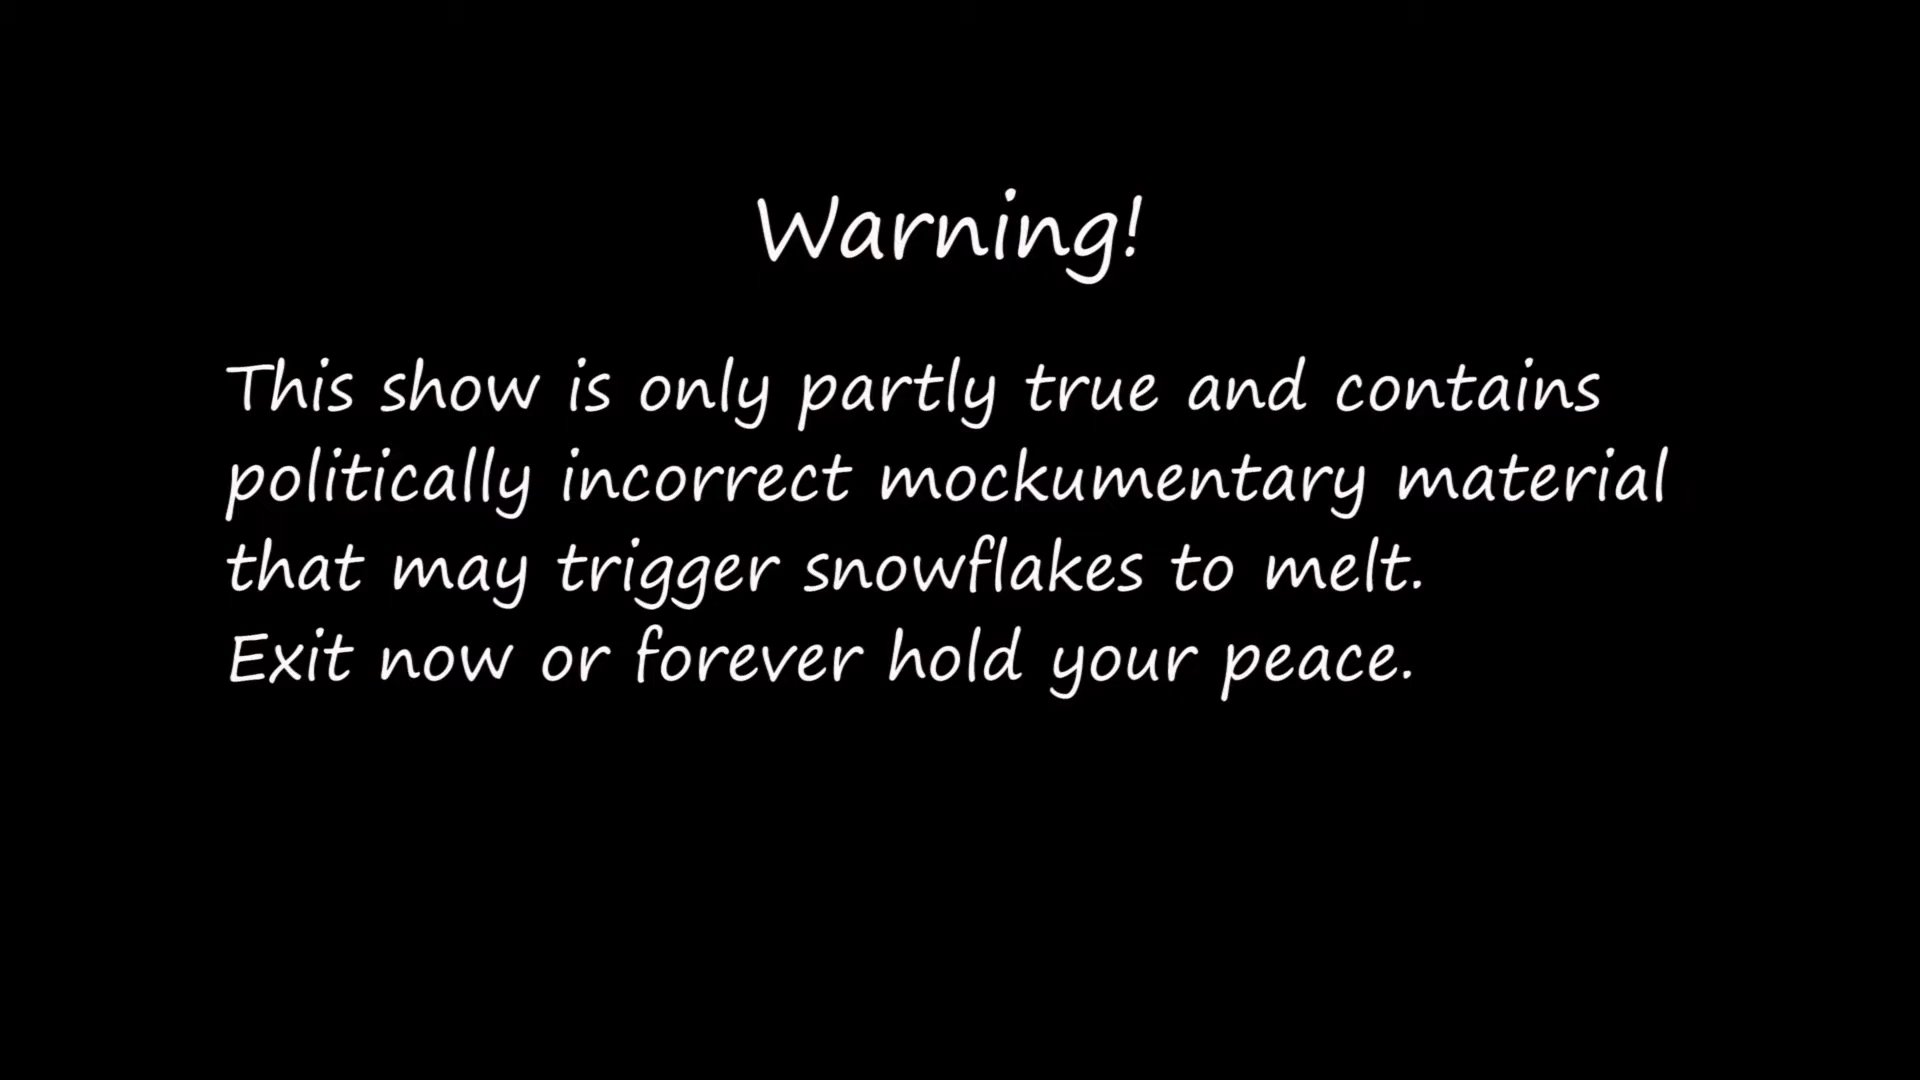 Warning!
This show is only partly true and contains
politically incorrect mockumentary material
that may trigger snowflakes to melt.
Exit now or forever hold your peace.